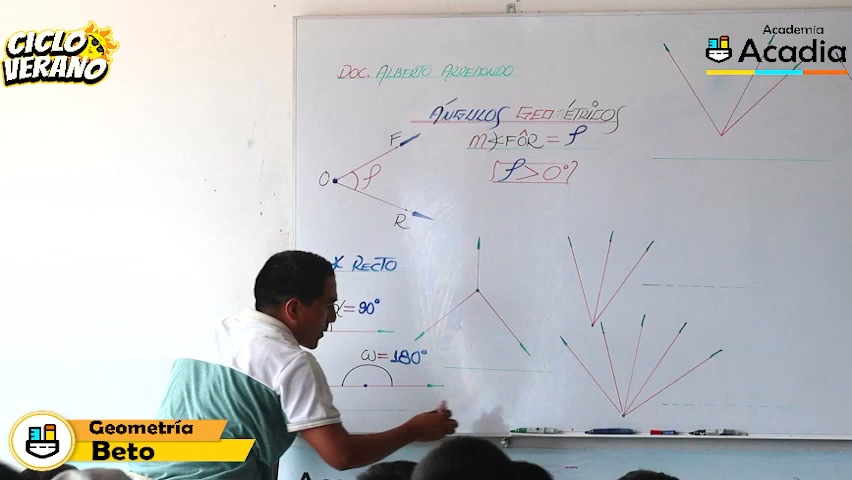 CICLO
VERANO
Academia
Acadia
DOC. ALBERTO ARREDONDO
ÁNGULOS GEOMÉTRICOS
m∢FÔR = ρ
ρ > 0°
F
O
ρ
R
∢ RECTO
= 90°
ω = 180°
Geometría
Beto